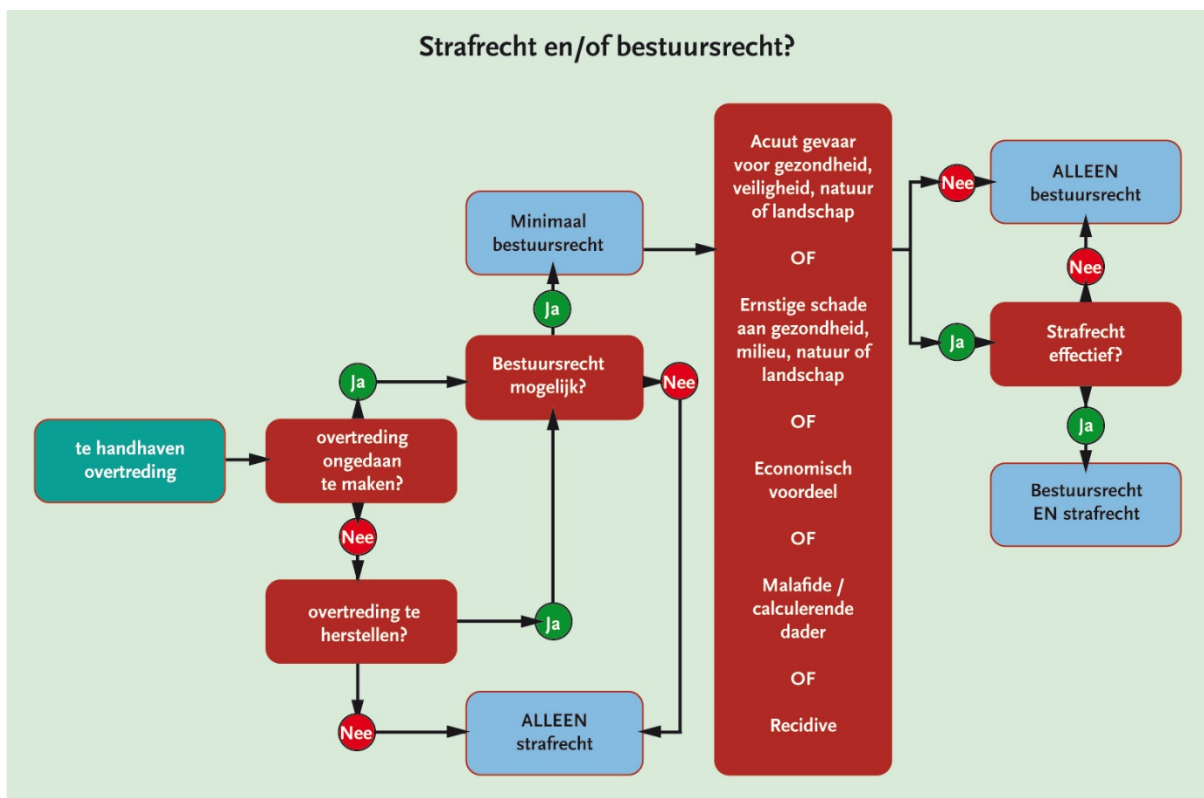 Strafrecht en/of bestuursrecht?
te handhaven
overtreding
overtreding
ongedaan
te maken?
Ja
Nee
overtreding te
herstellen?
Ja
Nee
Bestuursrecht
mogelijk?
Ja
Nee
Minimaal
bestuursrecht
ALLEEN
strafrecht
Acuut gevaar
voor gezondheid,
veiligheid, natuur
of landschap
OF
Ernstige schade
aan gezondheid,
milieu, natuur of
landschap
OF
Economisch
voordeel
OF
Malafide /
calculerende
dader
OF
Recidive
Nee
Ja
ALLEEN
bestuursrecht
Nee
Strafrecht
effectief?
Ja
Bestuursrecht
EN strafrecht